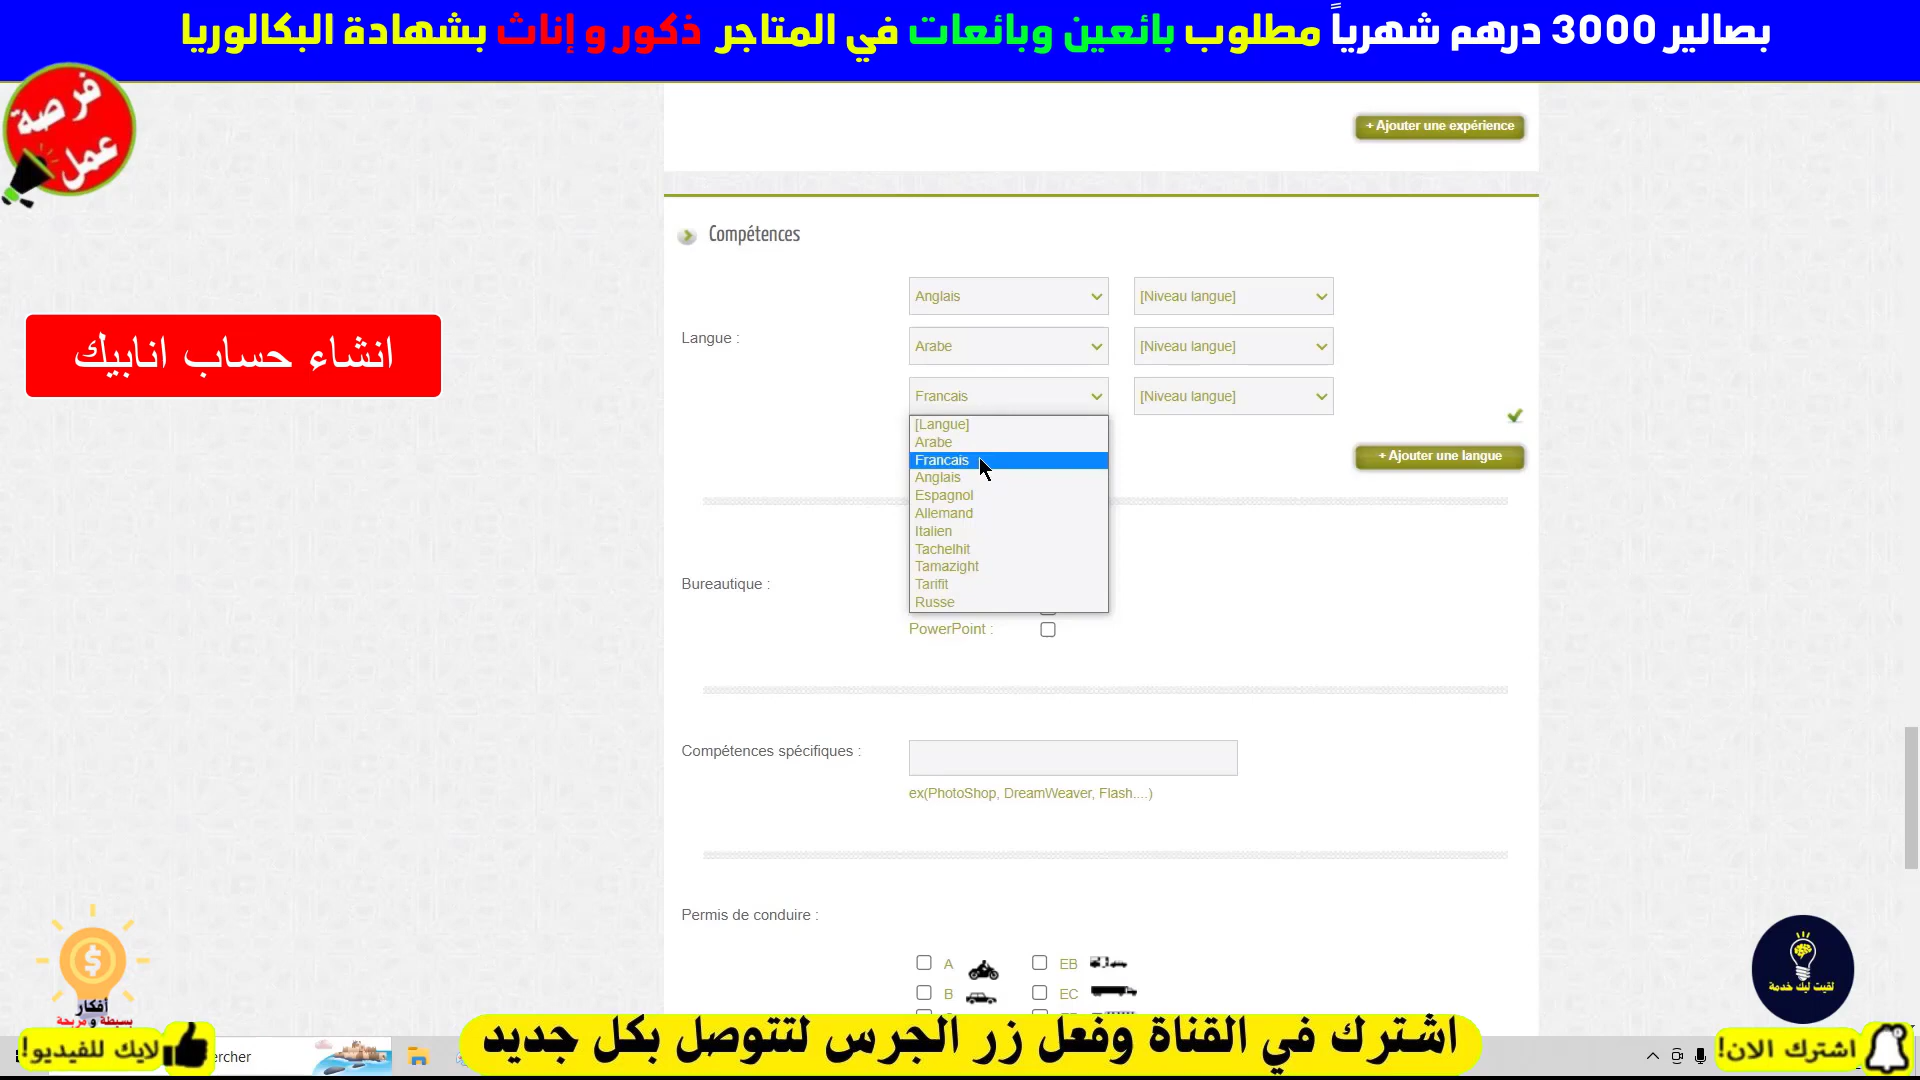 بصالير 3000 درهم شهرياً مطلوب بائعين وبائعات في المتاجر ذكور و إناث بشهادة البكالوريا
فرصة
عمل
+ Ajouter une expérience
Compétences
انشاء حساب انابيك
Langue :
Anglais
[Niveau langue]
Arabe
[Niveau langue]
Francais
[Niveau langue]
[Langue]
Arabe
Francais
Anglais
Espagnol
Allemand
Italien
Tachelhit
Tamazight
Tarifit
Russe
+ Ajouter une langue
Bureautique :
PowerPoint :
Compétences spécifiques :
ex(PhotoShop, DreamWeaver, Flash....)
Permis de conduire :
A
EB
B
EC
$
أفكار
بسيطة و مربحة
لقيت ليك خدمة
لايك للفيديو!
ercher
اشترك في القناة وفعل زر الجرس لتتوصل بكل جديد
اشترك الان!